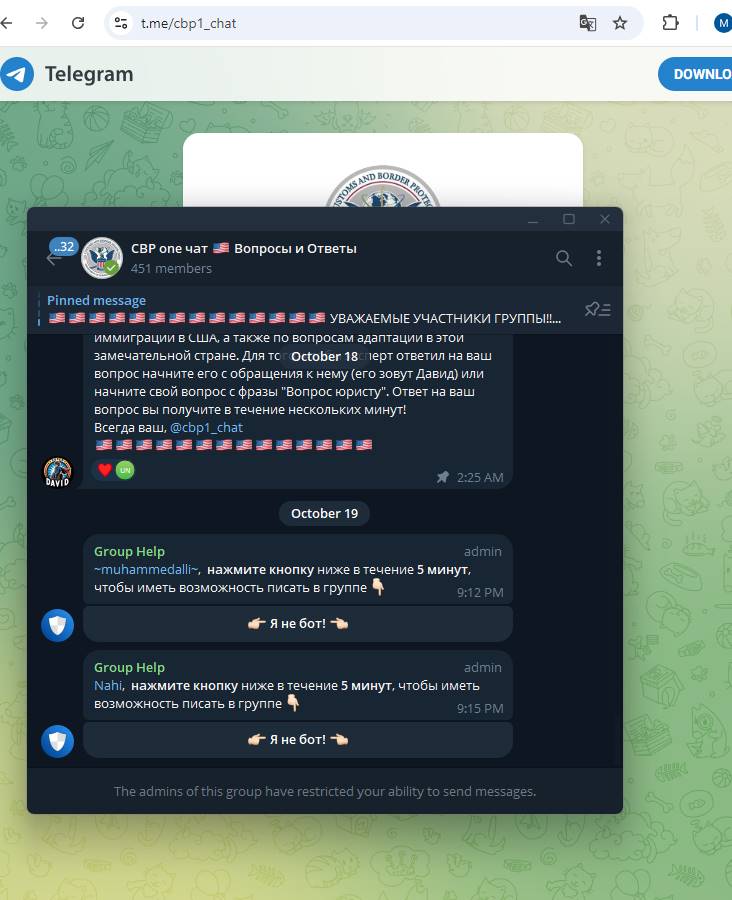 t.me/cbp1_chat
M
Telegram
DOWNLO
CUSTOMS AND BORDER PROTE
..32
CBP one чат 🇺🇸 Вопросы и Ответы
451 members
Pinned message
🇺🇸🇺🇸🇺🇸🇺🇸🇺🇸🇺🇸🇺🇸🇺🇸🇺🇸🇺🇸🇺🇸🇺🇸🇺🇸🇺🇸 УВАЖАЕМЫЕ УЧАСТНИКИ ГРУППЫ!!...
иммиграции в США, а также по вопросам адаптации в этой
October 18
замечательной стране. Для то перт ответил на ваш
вопрос начните его с обращения к нему (его зовут Давид) или
начните свой вопрос с фразы "Вопрос юристу". Ответ на ваш
вопрос вы получите в течение нескольких минут!
Всегда ваш, @cbp1_chat
🇺🇸🇺🇸🇺🇸🇺🇸🇺🇸🇺🇸🇺🇸🇺🇸🇺🇸🇺🇸🇺🇸🇺🇸🇺🇸🇺🇸
DAVID
❤️ UN
2:25 AM
October 19
Group Help admin
~muhammedalli~, нажмите кнопку ниже в течение 5 минут,
чтобы иметь возможность писать в группе 👇🏻
9:12 PM
👉🏻 Я не бот! 👈🏻
Group Help admin
Nahi, нажмите кнопку ниже в течение 5 минут, чтобы иметь
возможность писать в группе 👇🏻
9:15 PM
👉🏻 Я не бот! 👈🏻
The admins of this group have restricted your ability to send messages.